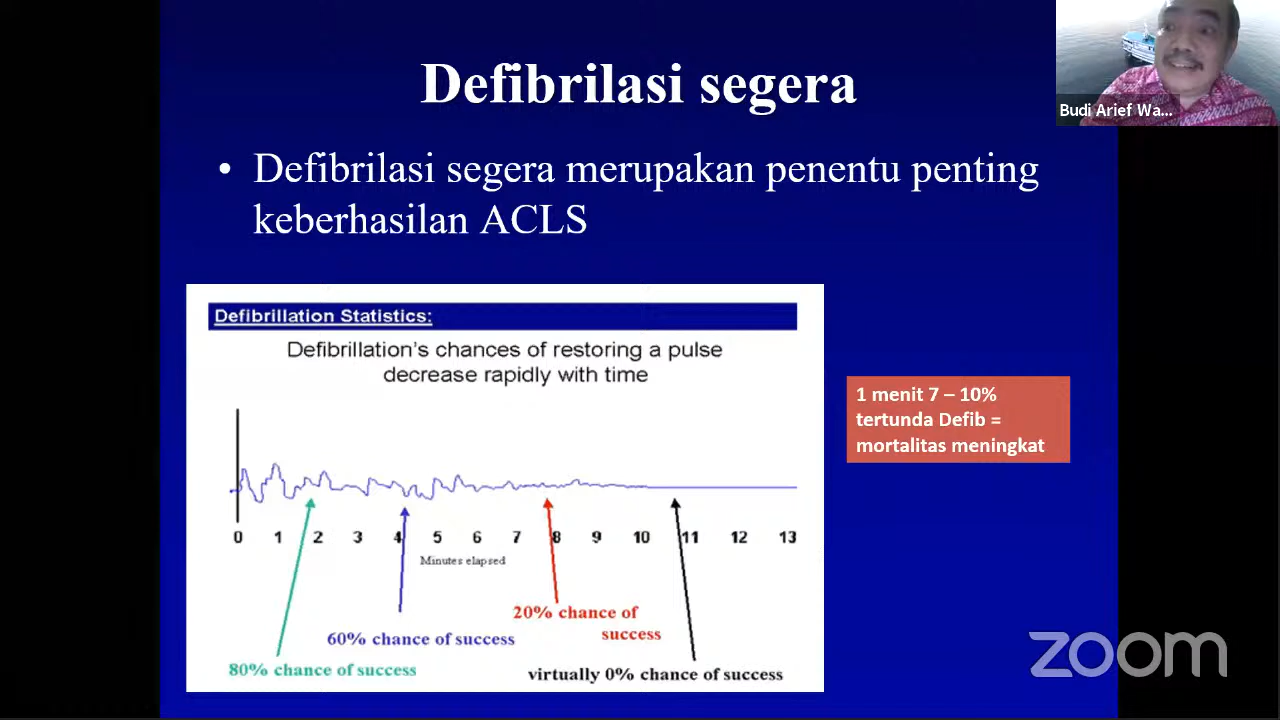 Defibrilasi segera
Budi Arief Wa...
• Defibrilasi segera merupakan penentu penting
keberhasilan ACLS
Defibrillation Statistics:
Defibrillation's chances of restoring a pulse
decrease rapidly with time
0 1 2 3 4 5 6 7 8 9 10 11 12 13
Minutes elapsed
20% chance of
success
60% chance of success
80% chance of success
virtually 0% chance of success
1 menit 7 – 10%
tertunda Defib =
mortalitas meningkat
zoom